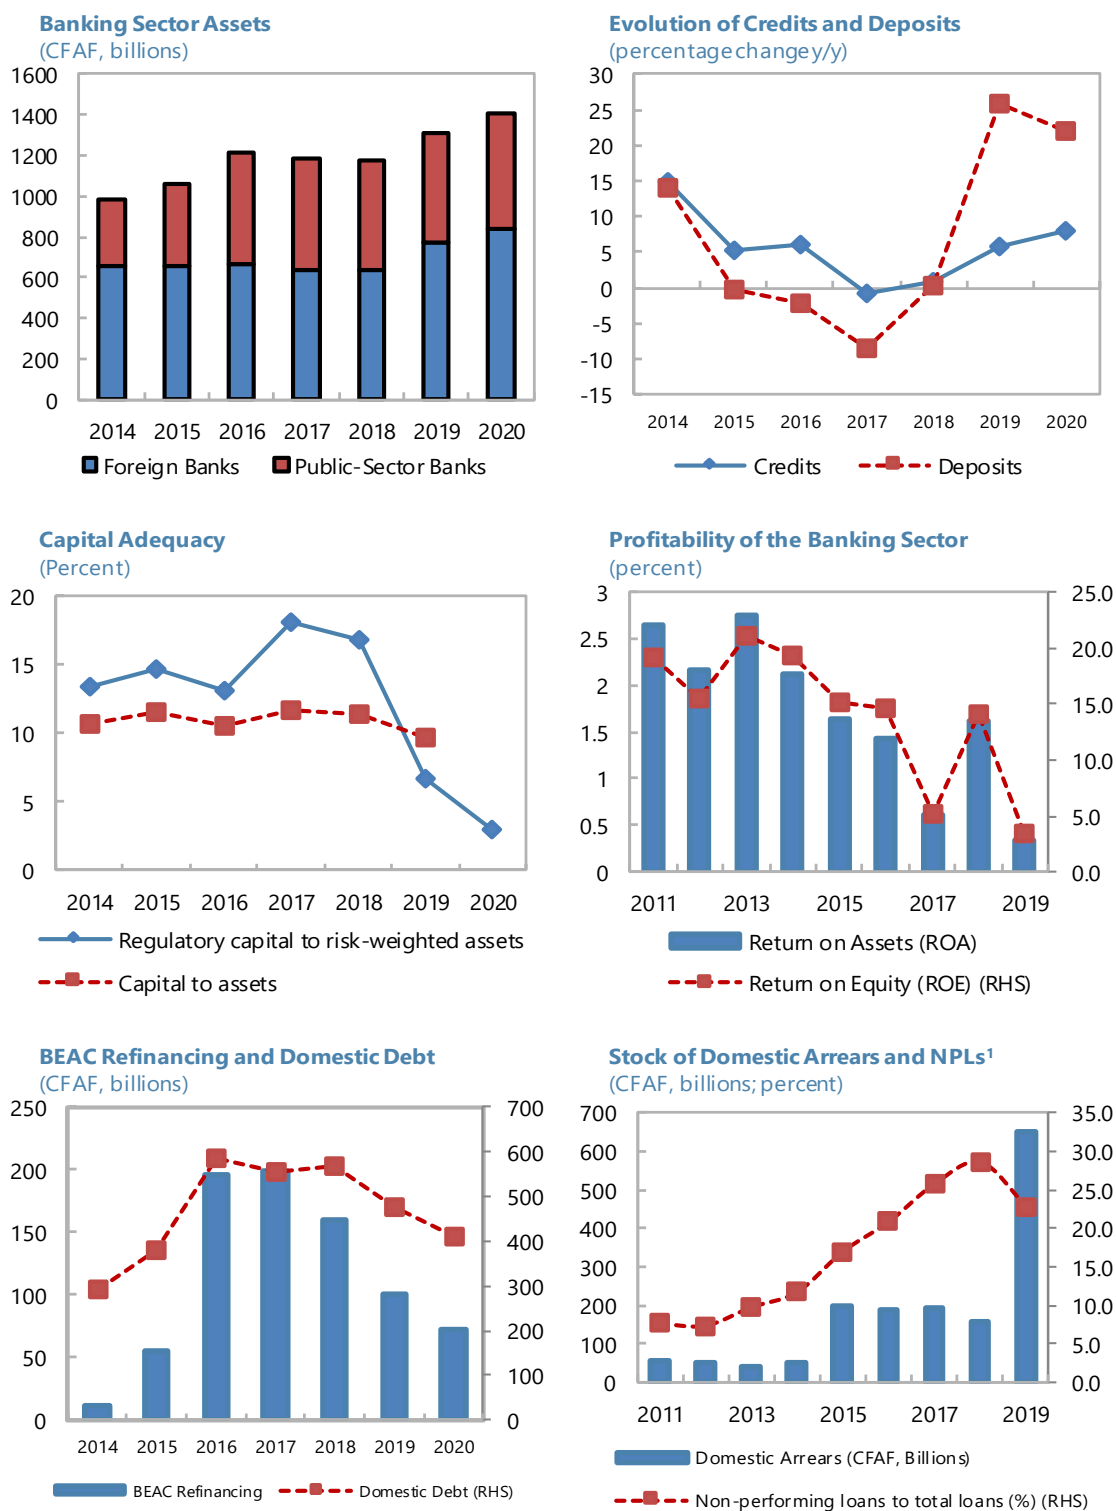 Banking Sector Assets
(CFAF, billions)
1600
1400
1200
1000
800
600
400
200
0
2014 2015 2016 2017 2018 2019 2020
Foreign Banks Public-Sector Banks
Evolution of Credits and Deposits
(percentage change y/y)
30
25
20
15
10
5
0
-5
-10
-15
2014 2015 2016 2017 2018 2019 2020
Credits Deposits
Capital Adequacy
(Percent)
20
15
10
5
0
2014 2015 2016 2017 2018 2019 2020
Regulatory capital to risk-weighted assets
Capital to assets
Profitability of the Banking Sector
(percent)
3 25.0
2.5 20.0
2 15.0
1.5 10.0
1 5.0
0.5 0.0
0
2011 2013 2015 2017 2019
Return on Assets (ROA)
Return on Equity (ROE) (RHS)
BEAC Refinancing and Domestic Debt
(CFAF, billions)
250 700
200 600
150 500
100 400
50 300
0 200
100
0
2014 2015 2016 2017 2018 2019 2020
BEAC Refinancing Domestic Debt (RHS)
Stock of Domestic Arrears and NPLs¹
(CFAF, billions; percent)
700 35.0
600 30.0
500 25.0
400 20.0
300 15.0
200 10.0
100 5.0
0 0.0
2011 2013 2015 2017 2019
Domestic Arrears (CFAF, Billions)
Non-performing loans to total loans (%) (RHS)